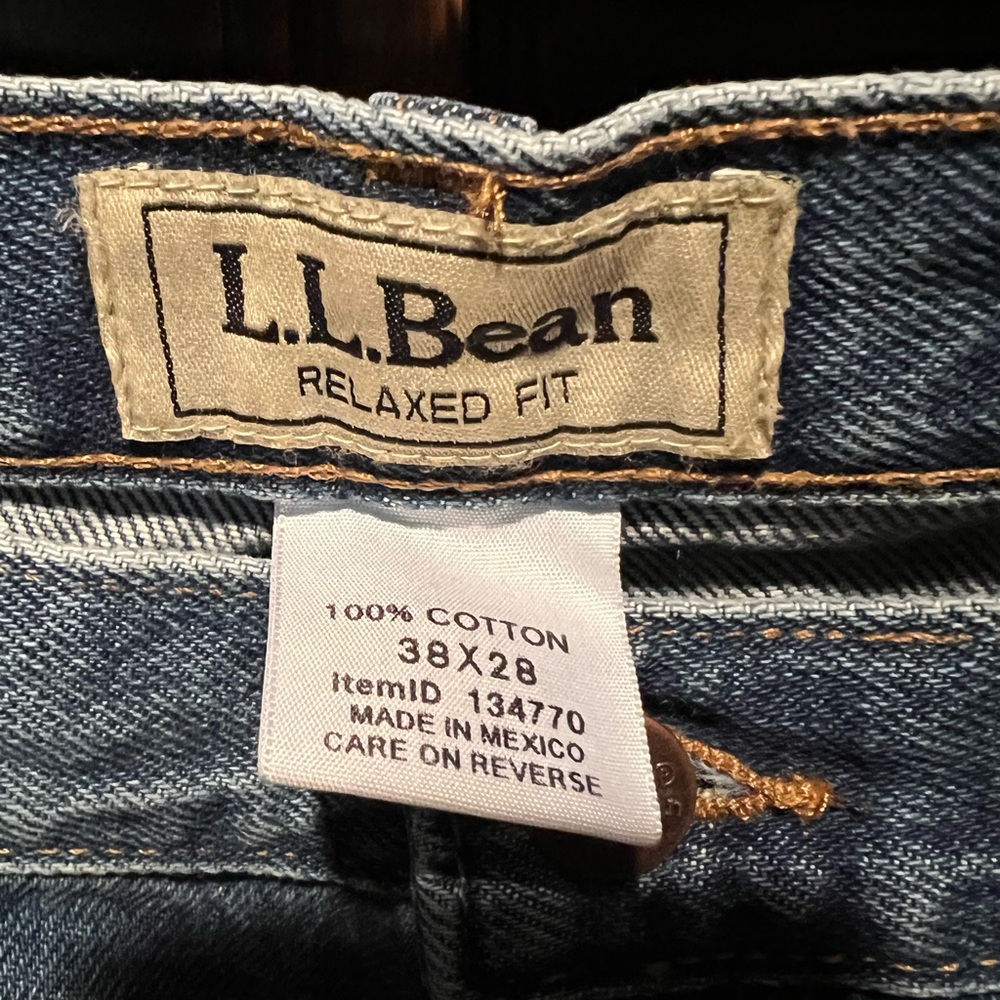 L.L.Bean
RELAXED FIT
100% COTTON
38X28
ItemID 134770
MADE IN MEXICO
CARE ON REVERSE